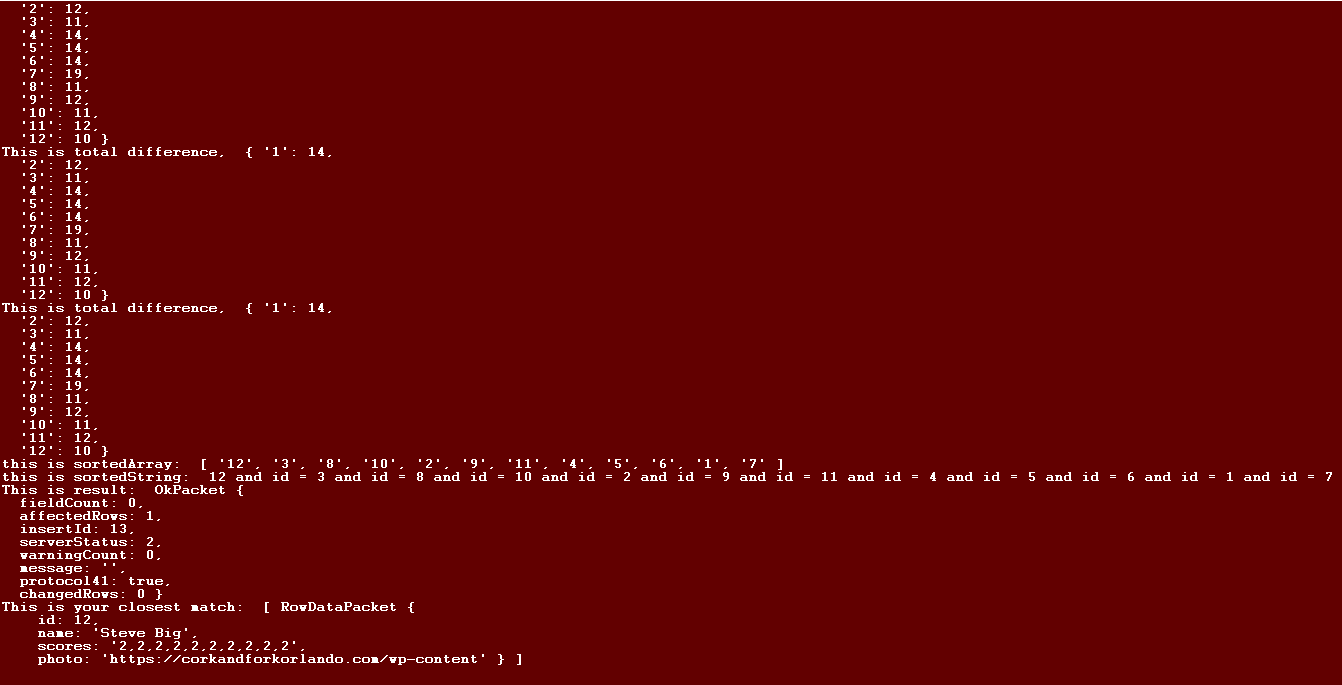 '2': 12,
  '3': 11,
  '4': 14,
  '5': 14,
  '6': 14,
  '7': 19,
  '8': 11,
  '9': 12,
  '10': 11,
  '11': 12,
  '12': 10 }
This is total difference,  { '1': 14,
  '2': 12,
  '3': 11,
  '4': 14,
  '5': 14,
  '6': 14,
  '7': 19,
  '8': 11,
  '9': 12,
  '10': 11,
  '11': 12,
  '12': 10 }
This is total difference,  { '1': 14,
  '2': 12,
  '3': 11,
  '4': 14,
  '5': 14,
  '6': 14,
  '7': 19,
  '8': 11,
  '9': 12,
  '10': 11,
  '11': 12,
  '12': 10 }
this is sortedArray:  [ '12', '3', '8', '10', '2', '9', '11', '4', '5', '6', '1', '7' ]
this is sortedString:  12 and id = 3 and id = 8 and id = 10 and id = 2 and id = 9 and id = 11 and id = 4 and id = 5 and id = 6 and id = 1 and id = 7
This is result:  OkPacket {
  fieldCount: 0,
  affectedRows: 1,
  insertId: 13,
  serverStatus: 2,
  warningCount: 0,
  message: '',
  protocol41: true,
  changedRows: 0 }
This is your closest match:  [ RowDataPacket {
    id: 12,
    name: 'Steve Big',
    scores: '2,2,2,2,2,2,2,2,2,2',
    photo: 'https://corkandforkorlando.com/wp-content' } ]